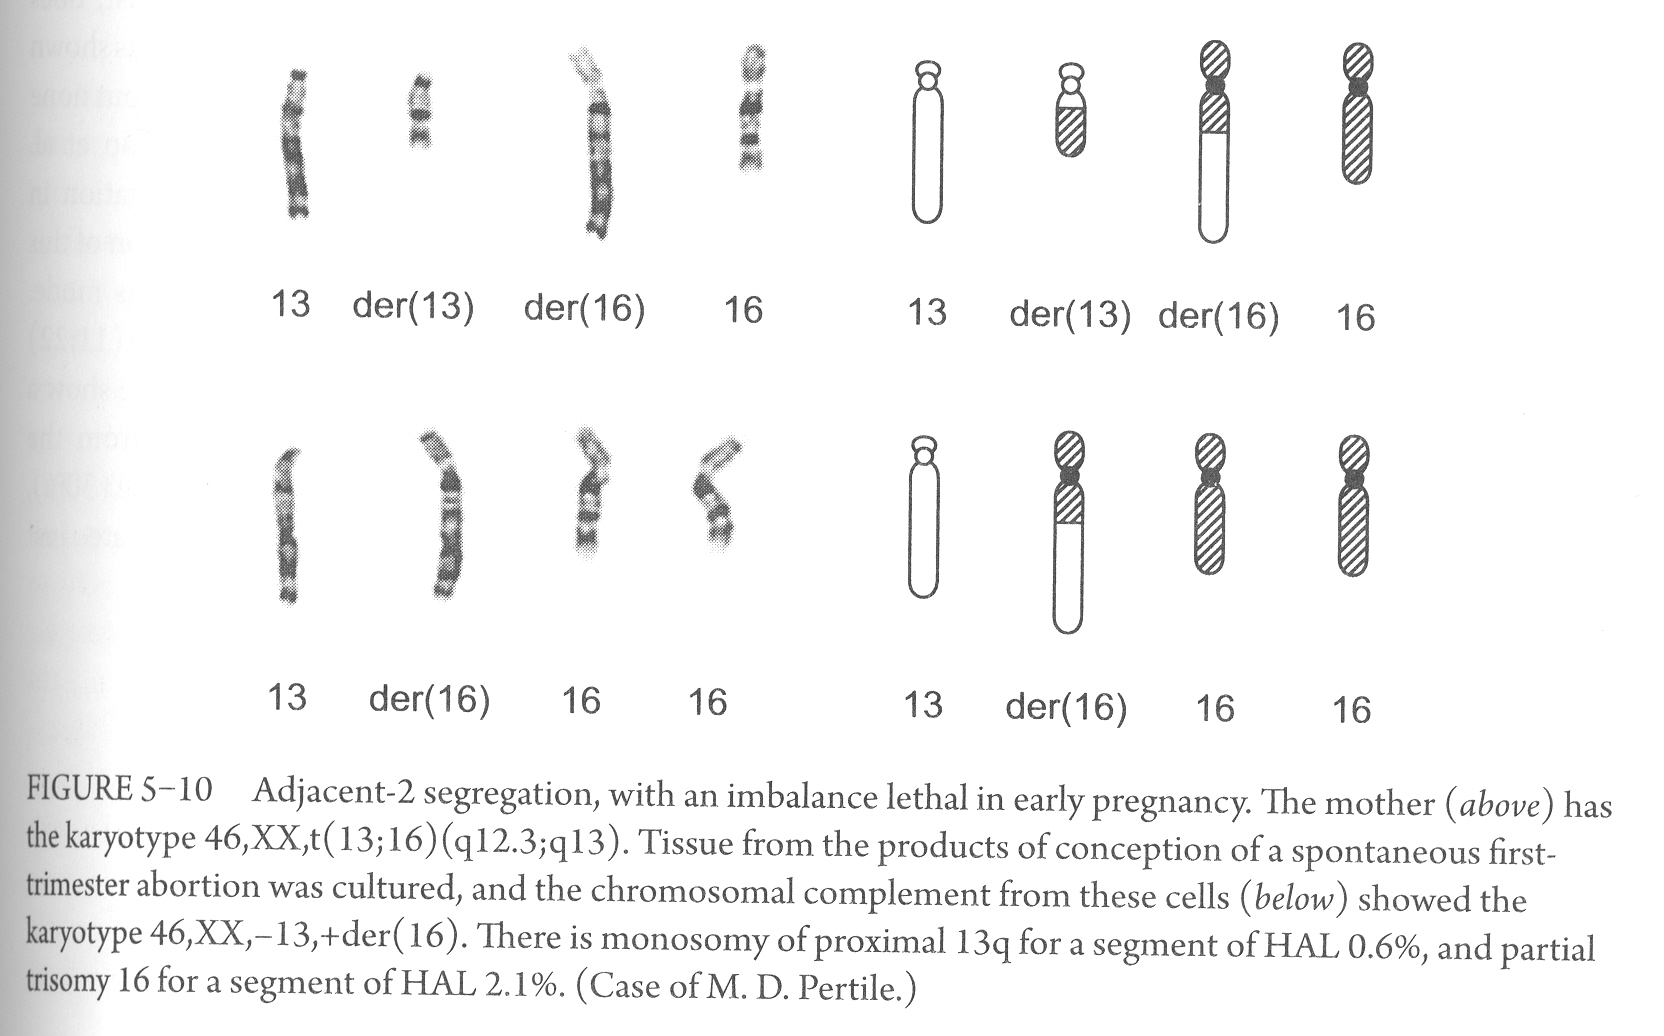 13 der(13) der(16) 16 13 der(13) der(16) 16
13 der(16) 16 16 13 der(16) 16 16
FIGURE 5–10 Adjacent-2 segregation, with an imbalance lethal in early pregnancy. The mother (above) has
the karyotype 46,XX,t(13;16)(q12.3;q13). Tissue from the products of conception of a spontaneous first-
trimester abortion was cultured, and the chromosomal complement from these cells (below) showed the
karyotype 46,XX,–13,+der(16). There is monosomy of proximal 13q for a segment of HAL 0.6%, and partial
trisomy 16 for a segment of HAL 2.1%. (Case of M. D. Pertile.)